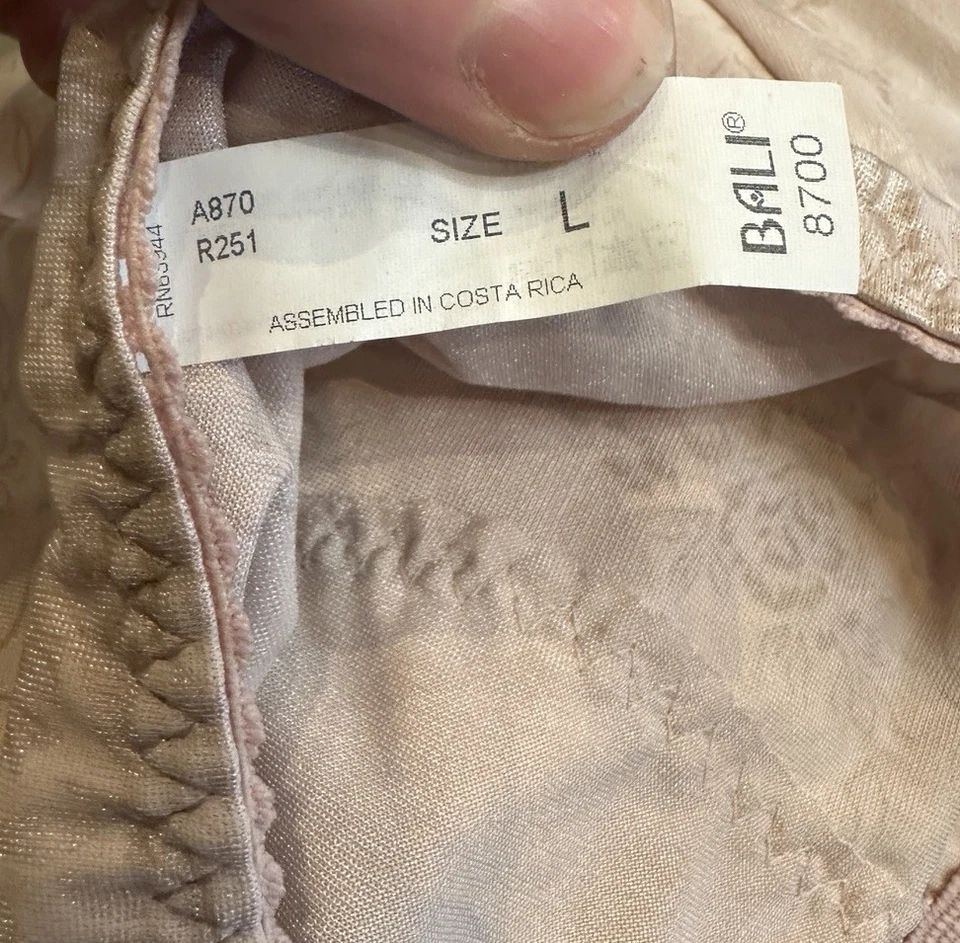 A870
R251
SIZE L
ASSEMBLED IN COSTA RICA
BALI®
8700